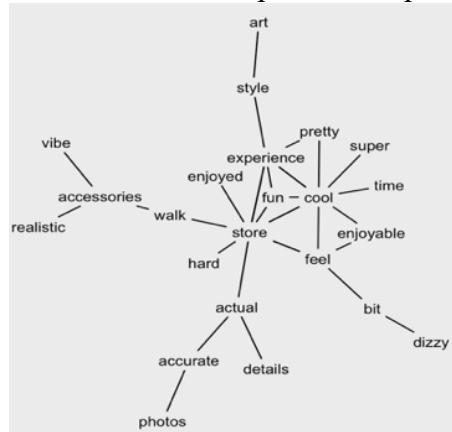 art
style
pretty
vibe
super
experience
enjoyed
time
accessories
fun
cool
walk
realistic
store
enjoyable
hard
feel
actual
bit
dizzy
accurate
details
photos